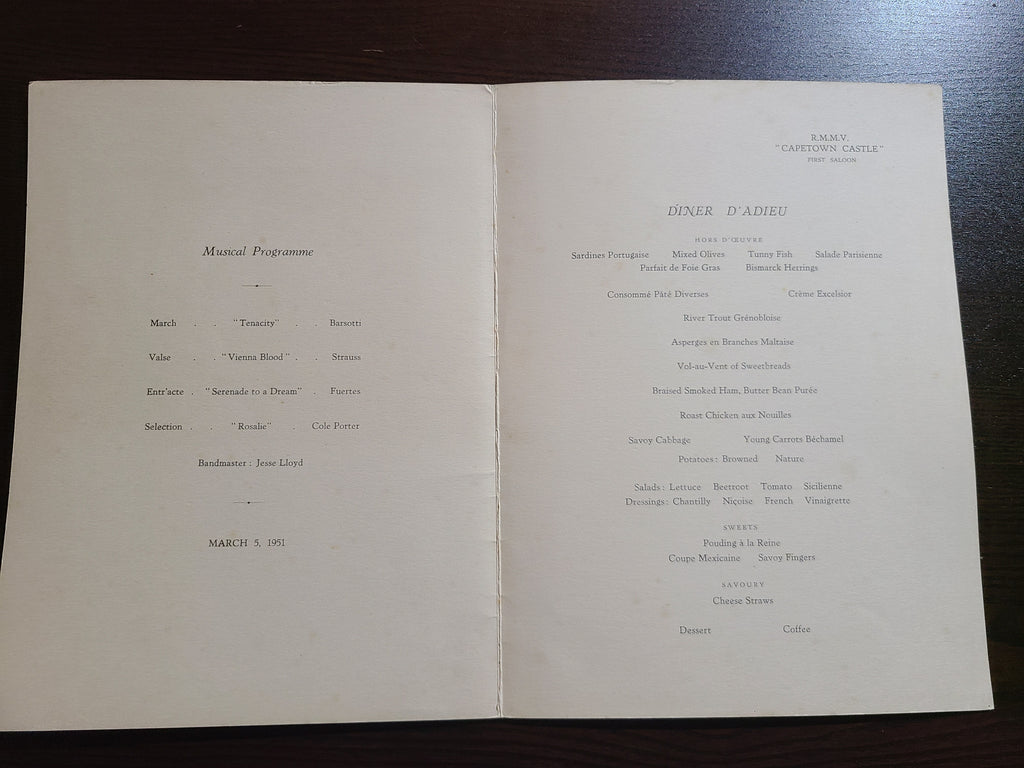 Musical Programme
March . . "Tenacity" . . Barsotti
Valse . . "Vienna Blood" . . Strauss
Entr'acte . "Serenade to a Dream" . Fuertes
Selection . . "Rosalie" . Cole Porter
Bandmaster : Jesse Lloyd
MARCH 5, 1951
R.M.M.V.
"CAPETOWN CASTLE"
FIRST SALOON
DINER D'ADIEU
HORS D'ŒUVRE
Sardines Portugaise Mixed Olives Tunny Fish Salade Parisienne
Parfait de Foie Gras Bismarck Herrings
Consommé Pâté Diverses Crème Excelsior
River Trout Grénobloise
Asperges en Branches Maltaise
Vol-au-Vent of Sweetbreads
Braised Smoked Ham, Butter Bean Purée
Roast Chicken aux Nouilles
Savoy Cabbage Young Carrots Béchamel
Potatoes : Browned Nature
Salads : Lettuce Beetroot Tomato Sicilienne
Dressings : Chantilly Niçoise French Vinaigrette
SWEETS
Pouding à la Reine
Coupe Mexicaine Savoy Fingers
SAVOURY
Cheese Straws
Dessert Coffee